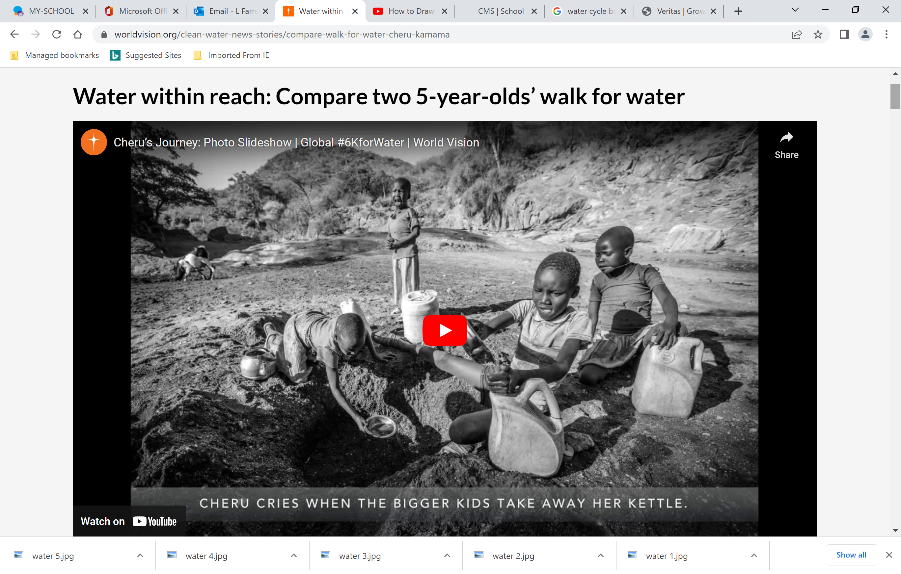 MY-SCHOOL
Microsoft Offi
Email - L Fam
Water within
How to Draw
CMS | School
water cycle b
Veritas | Grow
worldvision.org/clean-water-news-stories/compare-walk-for-water-cheru-kamama
Managed bookmarks
Suggested Sites
Imported From IE
Water within reach: Compare two 5-year-olds’ walk for water
Cheru’s Journey: Photo Slideshow | Global #6KforWater | World Vision
Share
CHERU CRIES WHEN THE BIGGER KIDS TAKE AWAY HER KETTLE.
Watch on YouTube
water 5.jpg
water 4.jpg
water 3.jpg
water 2.jpg
water 1.jpg
Show all